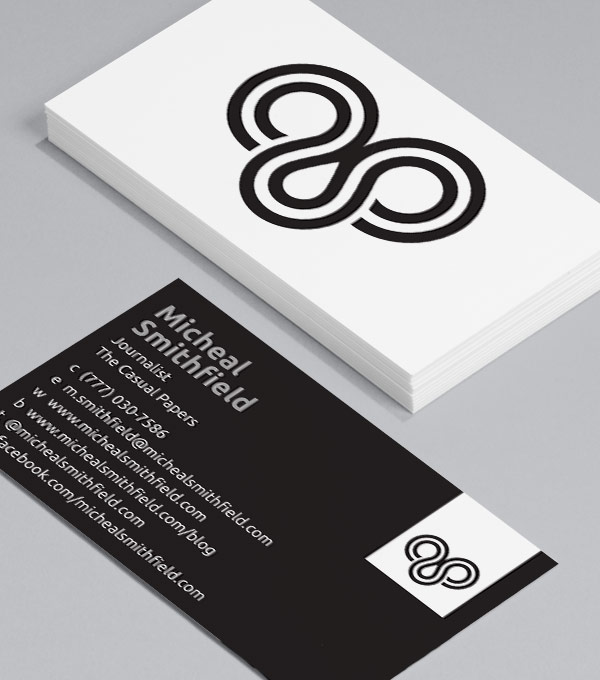 Micheal
Smithfield
Journalist
The Casual Papers
c (777) 030-7586
e m.smithfield@michealsmithfield.com
w www.michealsmithfield.com
b www.michealsmithfield.com/blog
t @michealsmithfield.com
facebook.com/michealsmithfield.com